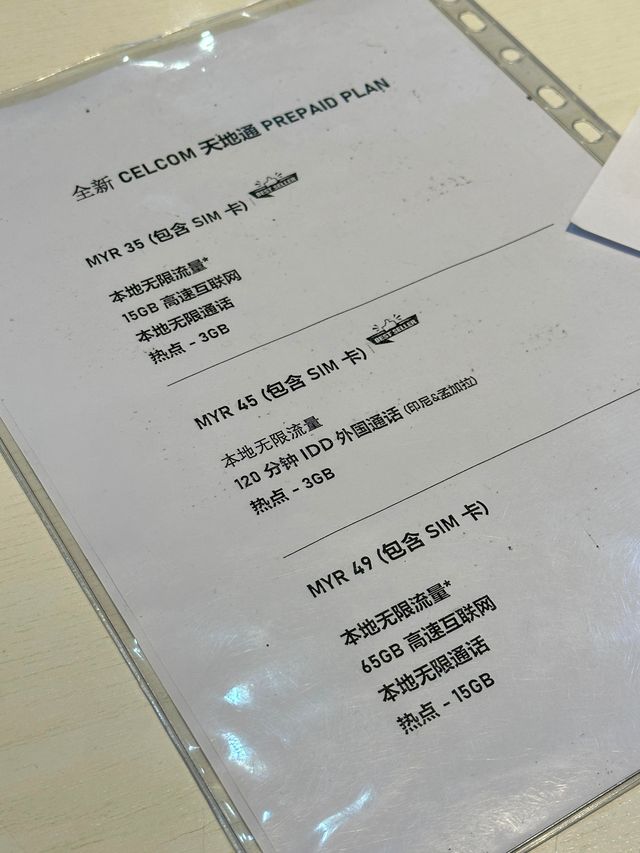 全新 CELCOM 天地通 PREPAID PLAN
MYR 35 (包含 SIM 卡)
BEST SELLER
本地无限流量*
15GB 高速互联网
本地无限通话
热点 - 3GB
MYR 45 (包含 SIM 卡)
BEST SELLER
本地无限流量
120 分钟 IDD 外国通话 (印尼&孟加拉)
热点 - 3GB
MYR 49 (包含 SIM 卡)
本地无限流量*
65GB 高速互联网
本地无限通话
热点 - 15GB